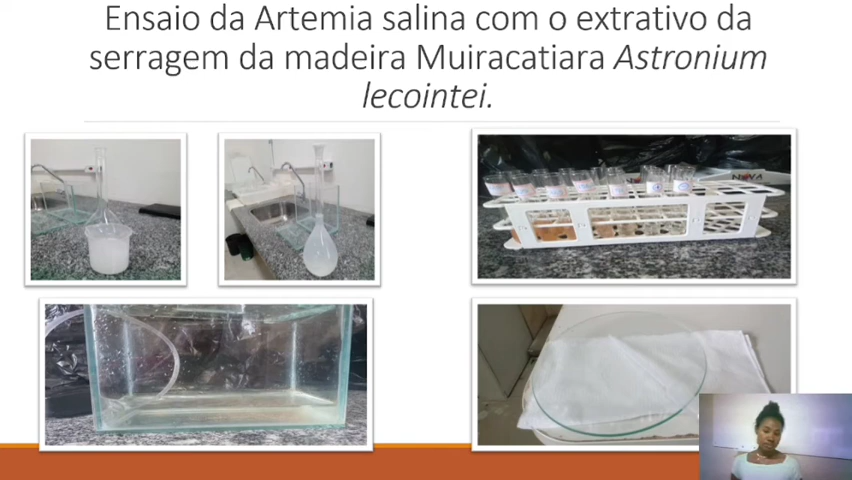 Ensaio da Artemia salina com o extrativo da
serragem da madeira Muiracatiara Astronium
lecointei.